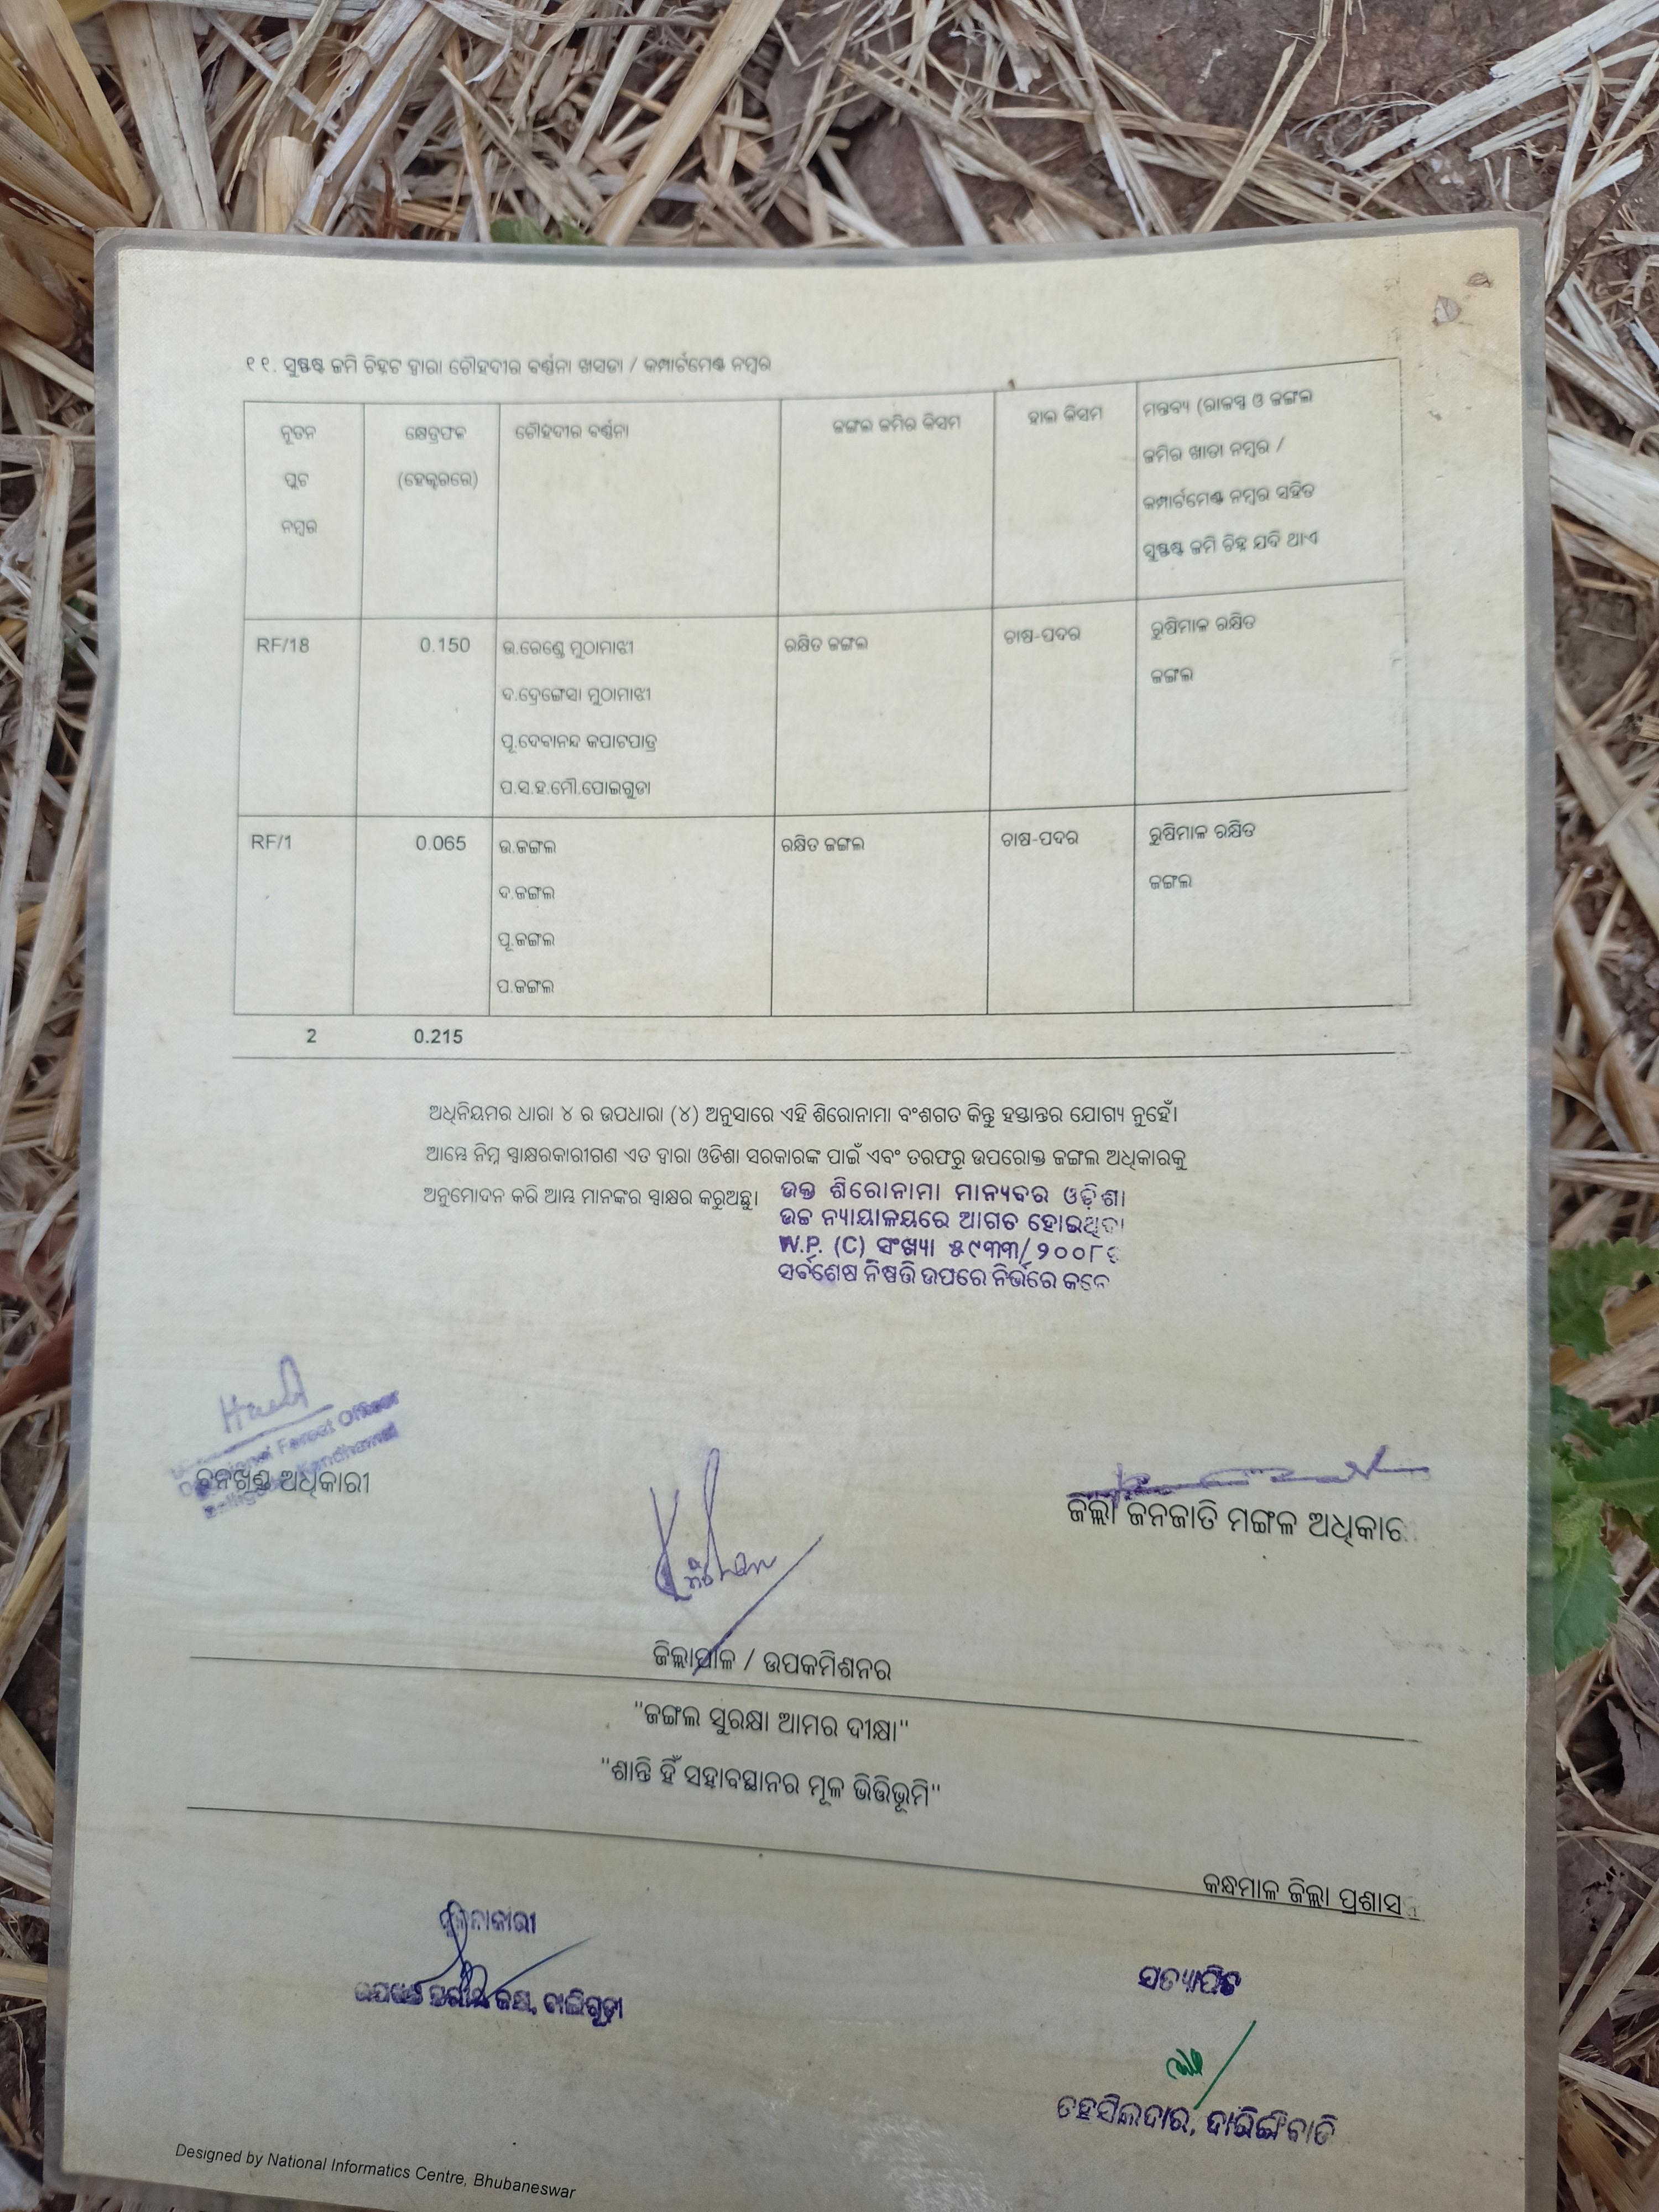 ୧୧. ସୁଷ୍ପଷ୍ଟ ଜମି ଚିହ୍ନଟ ଦ୍ୱାରା ଚୌହଦୀର ବର୍ଣ୍ଣନା ଖସଡା / କମ୍ପାର୍ଟମେଣ୍ଟ ନମ୍ବର
ନୂତନ ପ୍ଲଟ ନମ୍ବର
କ୍ଷେତ୍ରଫଳ (ହେକ୍ଟରରେ)
ଚୌହଦୀର ବର୍ଣ୍ଣନା
ଜଙ୍ଗଲ ଜମିର କିସମ
ହାଲ କିସମ
ମନ୍ତବ୍ୟ (ରାଜସ୍ୱ ଓ ଜଙ୍ଗଲ
ଜମିର ଖାତା ନମ୍ବର /
କମ୍ପାର୍ଟମେଣ୍ଟ ନମ୍ବର ସହିତ
ସୁଷ୍ପଷ୍ଟ ଜମି ଚିହ୍ନ ଯଦି ଥାଏ
RF/18 0.150 ଉ.ରେଣ୍ଡେ ମୁଠାମାଝୀ ରକ୍ଷିତ ଜଙ୍ଗଲ ଚାଷ-ପଦର ରୁଷିମାଳ ରକ୍ଷିତ
ଦ.ଦ୍ରେଙ୍ଗେସା ମୁଠାମାଝୀ ଜଙ୍ଗଲ
ପୂ.ଦେବାନନ୍ଦ କପାଟପାତ୍ର
ପ.ସ.ହ.ମୌ.ପୋଇଗୁଡା
RF/1 0.065 ଉ.ଜଙ୍ଗଲ ରକ୍ଷିତ ଜଙ୍ଗଲ ଚାଷ-ପଦର ରୁଷିମାଳ ରକ୍ଷିତ
ଦ.ଜଙ୍ଗଲ ଜଙ୍ଗଲ
ପୂ.ଜଙ୍ଗଲ
ପ.ଜଙ୍ଗଲ
2 0.215
ଅଧିନିୟମର ଧାରା ୪ ର ଉପଧାରା (୪) ଅନୁସାରେ ଏହି ଶିରୋନାମା ବଂଶଗତ କିନ୍ତୁ ହସ୍ତାନ୍ତର ଯୋଗ୍ୟ ନୁହେଁ।
ଆମ୍ଭେ ନିମ୍ନ ସ୍ୱାକ୍ଷରକାରୀଗଣ ଏତ ଦ୍ୱାରା ଓଡିଶା ସରକାରଙ୍କ ପାଇଁ ଏବଂ ତରଫରୁ ଉପରୋକ୍ତ ଜଙ୍ଗଲ ଅଧିକାରକୁ
ଅନୁମୋଦନ କରି ଆମ୍ଭ ମାନଙ୍କର ସ୍ୱାକ୍ଷର କରୁଅଛୁ।
ଉକ୍ତ ଶିରୋନାମା ମାନ୍ୟବର ଓଡ଼ିଶା
ଉଚ୍ଚ ନ୍ୟାୟାଳୟରେ ଆଗତ ହୋଇଥିବା
W.P. (C) ସଂଖ୍ୟା ୫୯୩୩/୨୦୦୮ର
ସର୍ବଶେଷ ନିଷ୍ପତ୍ତି ଉପରେ ନିର୍ଭରେ କରେ
Divisional Forest Officer
ବନଖଣ୍ଡ ଅଧିକାରୀ
ଜିଲ୍ଲା ଜନଜାତି ମଙ୍ଗଳ ଅଧିକାର
ଜିଲ୍ଲାପାଳ / ଉପକମିଶନର
"ଜଙ୍ଗଲ ସୁରକ୍ଷା ଆମର ଦୀକ୍ଷା"
"ଶାନ୍ତି ହିଁ ସହାବସ୍ଥାନର ମୂଳ ଭିତ୍ତିଭୂମି"
କନ୍ଧମାଳ ଜିଲ୍ଲା ପ୍ରଶାସ
ବାଲିଗୁଡ଼ା
ସତ୍ୟାପିତ
ତହସିଲଦାର, ଦାରିଙ୍ଗିବାଡି
Designed by National Informatics Centre, Bhubaneswar